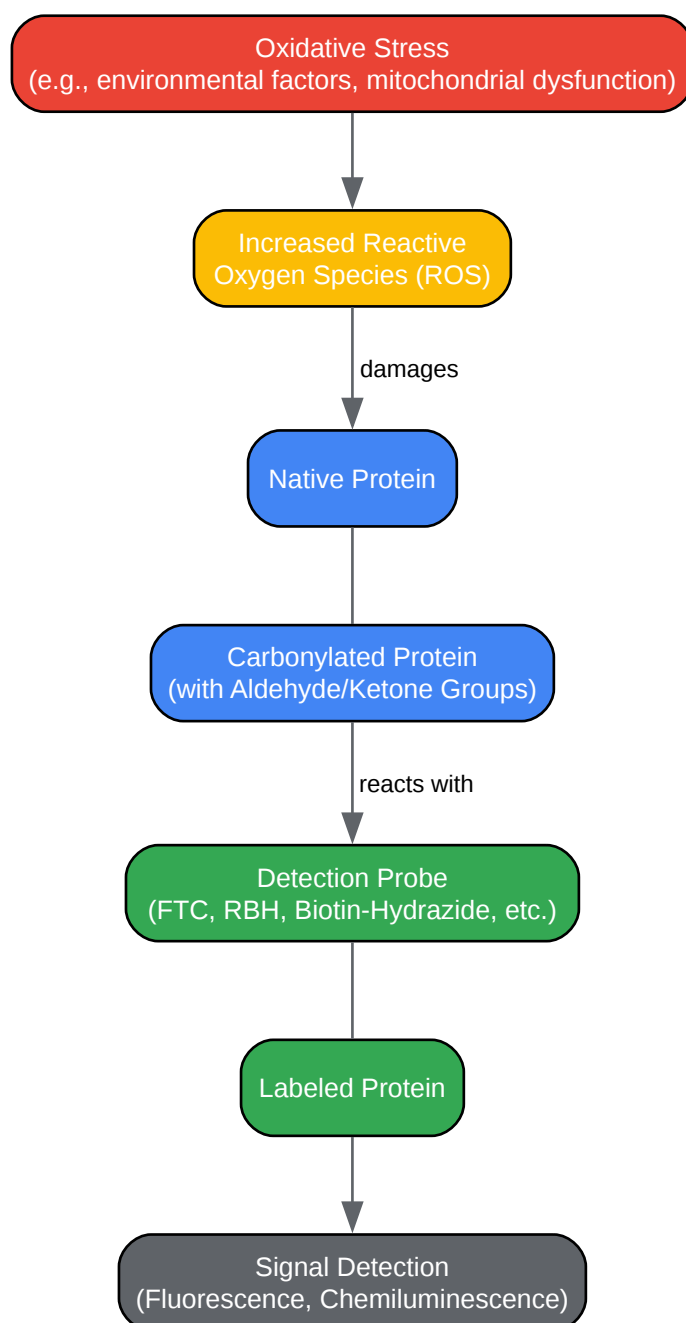 Oxidative Stress
(e.g., environmental factors, mitochondrial dysfunction)
Increased Reactive
Oxygen Species (ROS)
damages
Native Protein
Carbonylated Protein
(with Aldehyde/Ketone Groups)
reacts with
Detection Probe
(FTC, RBH, Biotin-Hydrazide, etc.)
Labeled Protein
Signal Detection
(Fluorescence, Chemiluminescence)